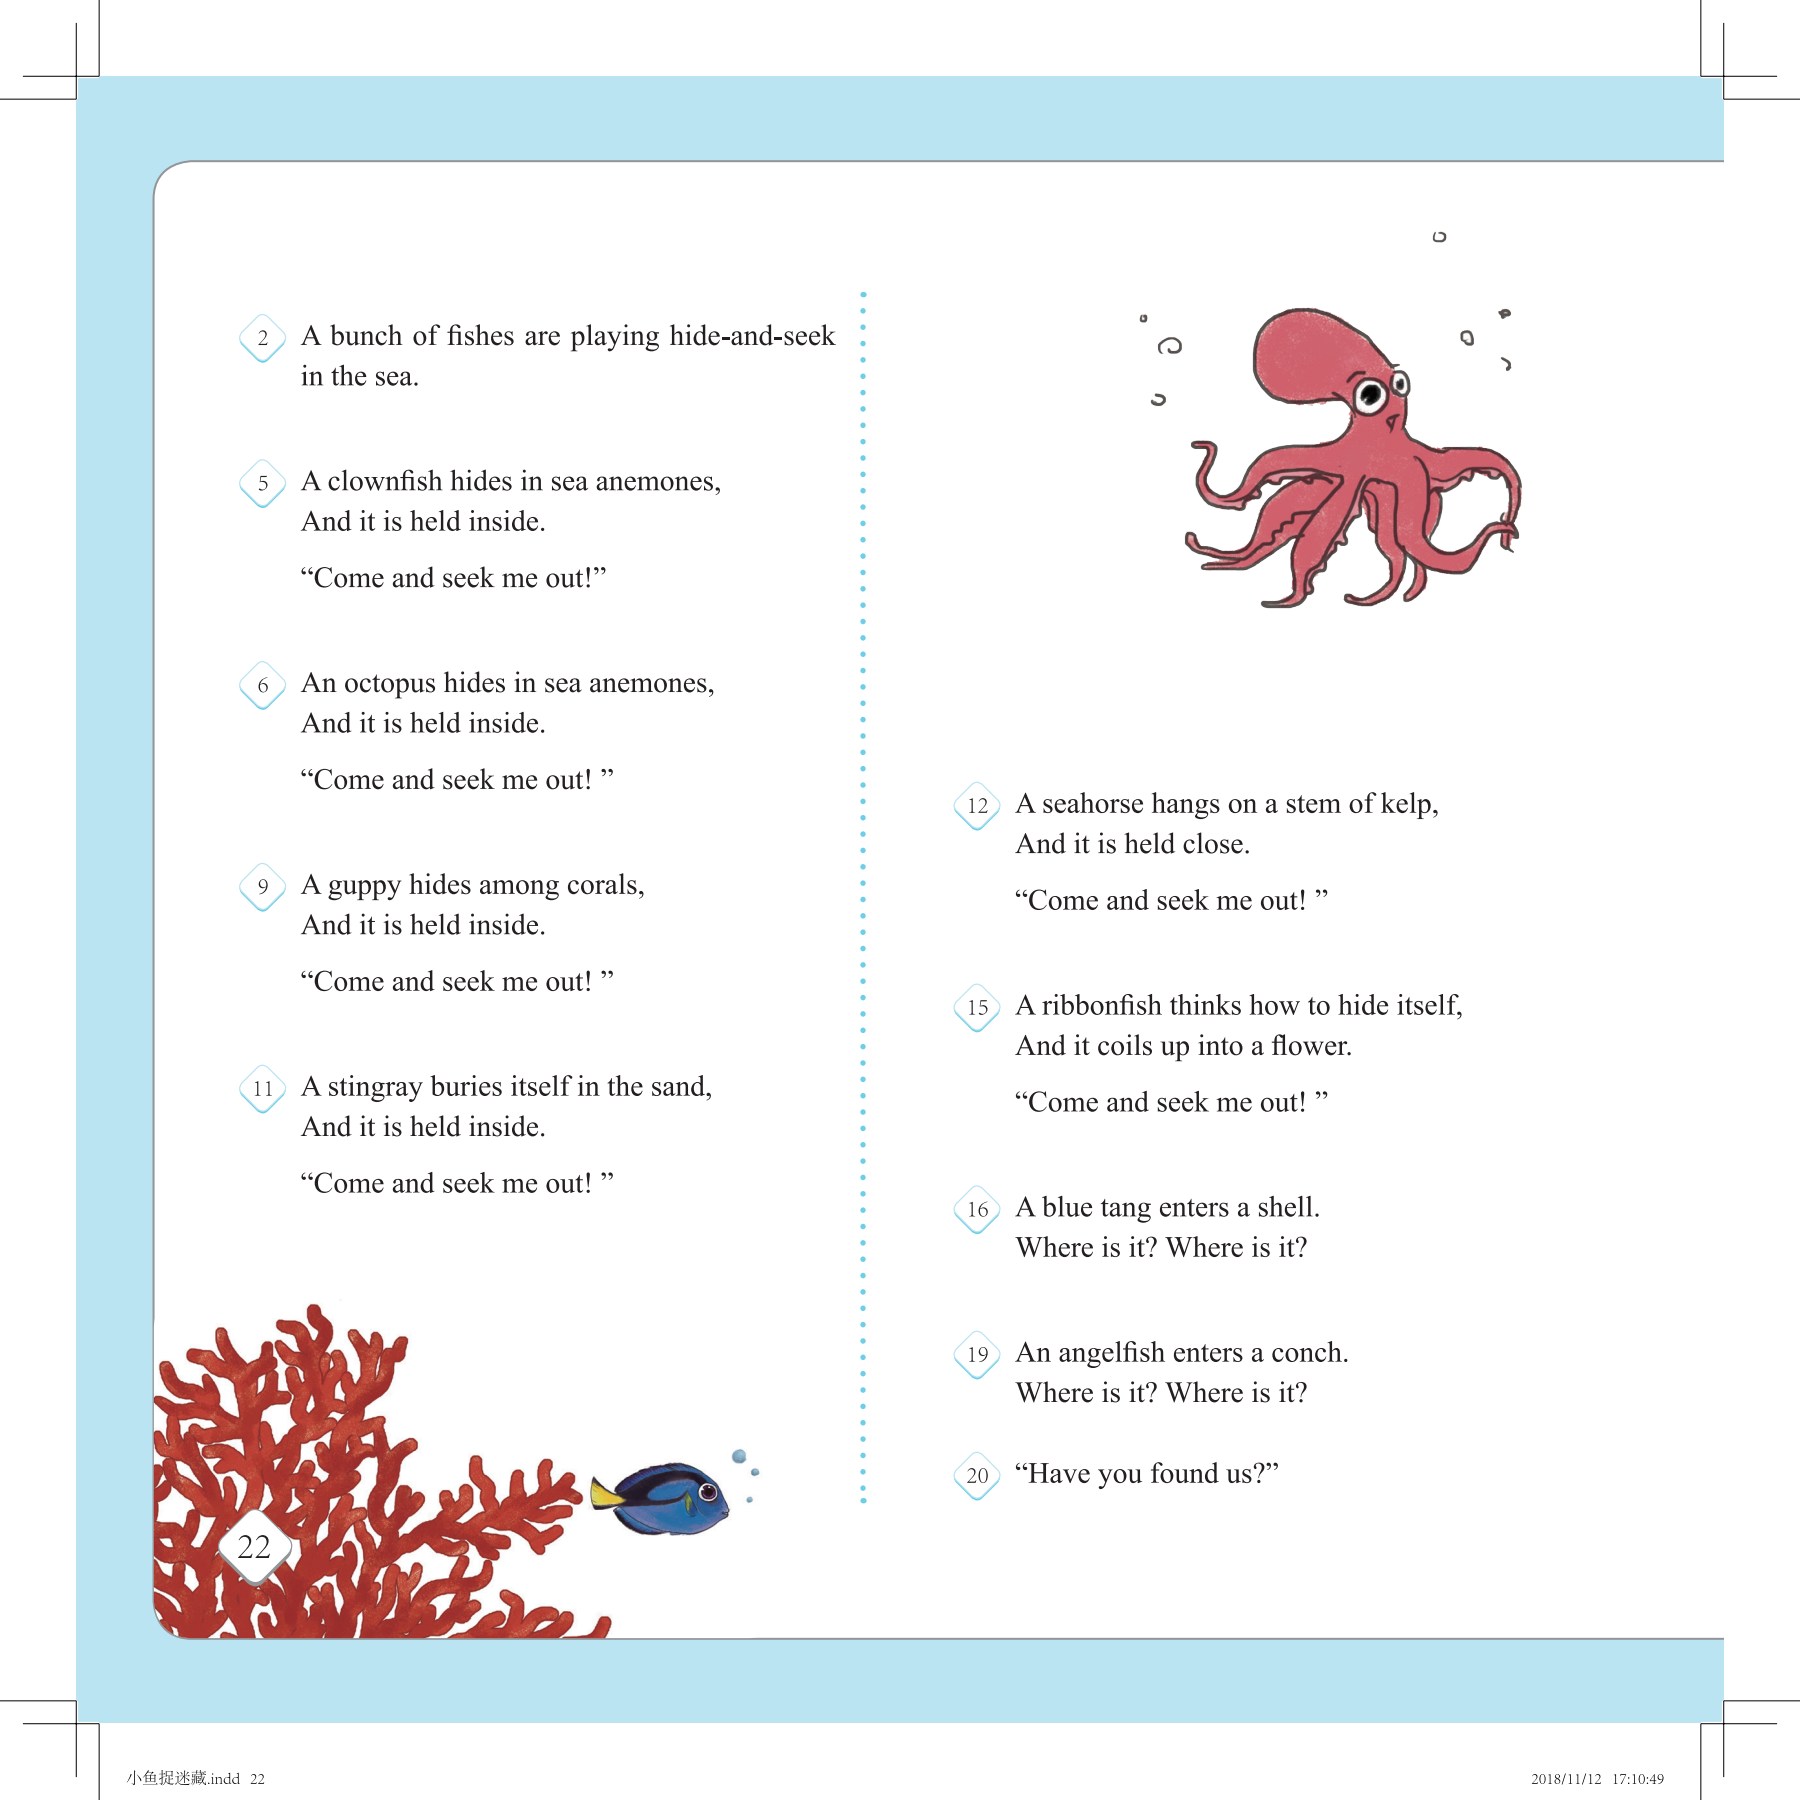 2
A bunch of fishes are playing hide-and-seek
in the sea.
5
A clownfish hides in sea anemones,
And it is held inside.
“Come and seek me out!”
6
An octopus hides in sea anemones,
And it is held inside.
“Come and seek me out! ”
9
A guppy hides among corals,
And it is held inside.
“Come and seek me out! ”
11
A stingray buries itself in the sand,
And it is held inside.
“Come and seek me out! ”
12
A seahorse hangs on a stem of kelp,
And it is held close.
“Come and seek me out! ”
15
A ribbonfish thinks how to hide itself,
And it coils up into a flower.
“Come and seek me out! ”
16
A blue tang enters a shell.
Where is it? Where is it?
19
An angelfish enters a conch.
Where is it? Where is it?
20
“Have you found us?”
22
小鱼捉迷藏.indd 22
2018/11/12 17:10:49